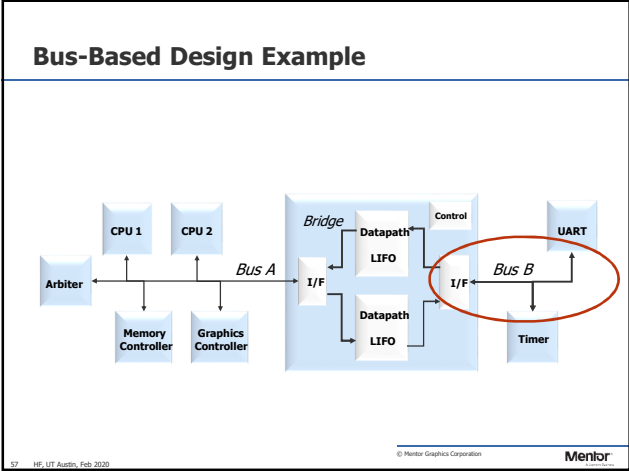 Bus-Based Design Example
Bridge
Control
CPU 1
CPU 2
Datapath
LIFO
UART
Arbiter
Bus A
I/F
I/F
Bus B
Memory
Controller
Graphics
Controller
Datapath
LIFO
Timer
57 HF, UT Austin, Feb 2020
© Mentor Graphics Corporation
Mentor